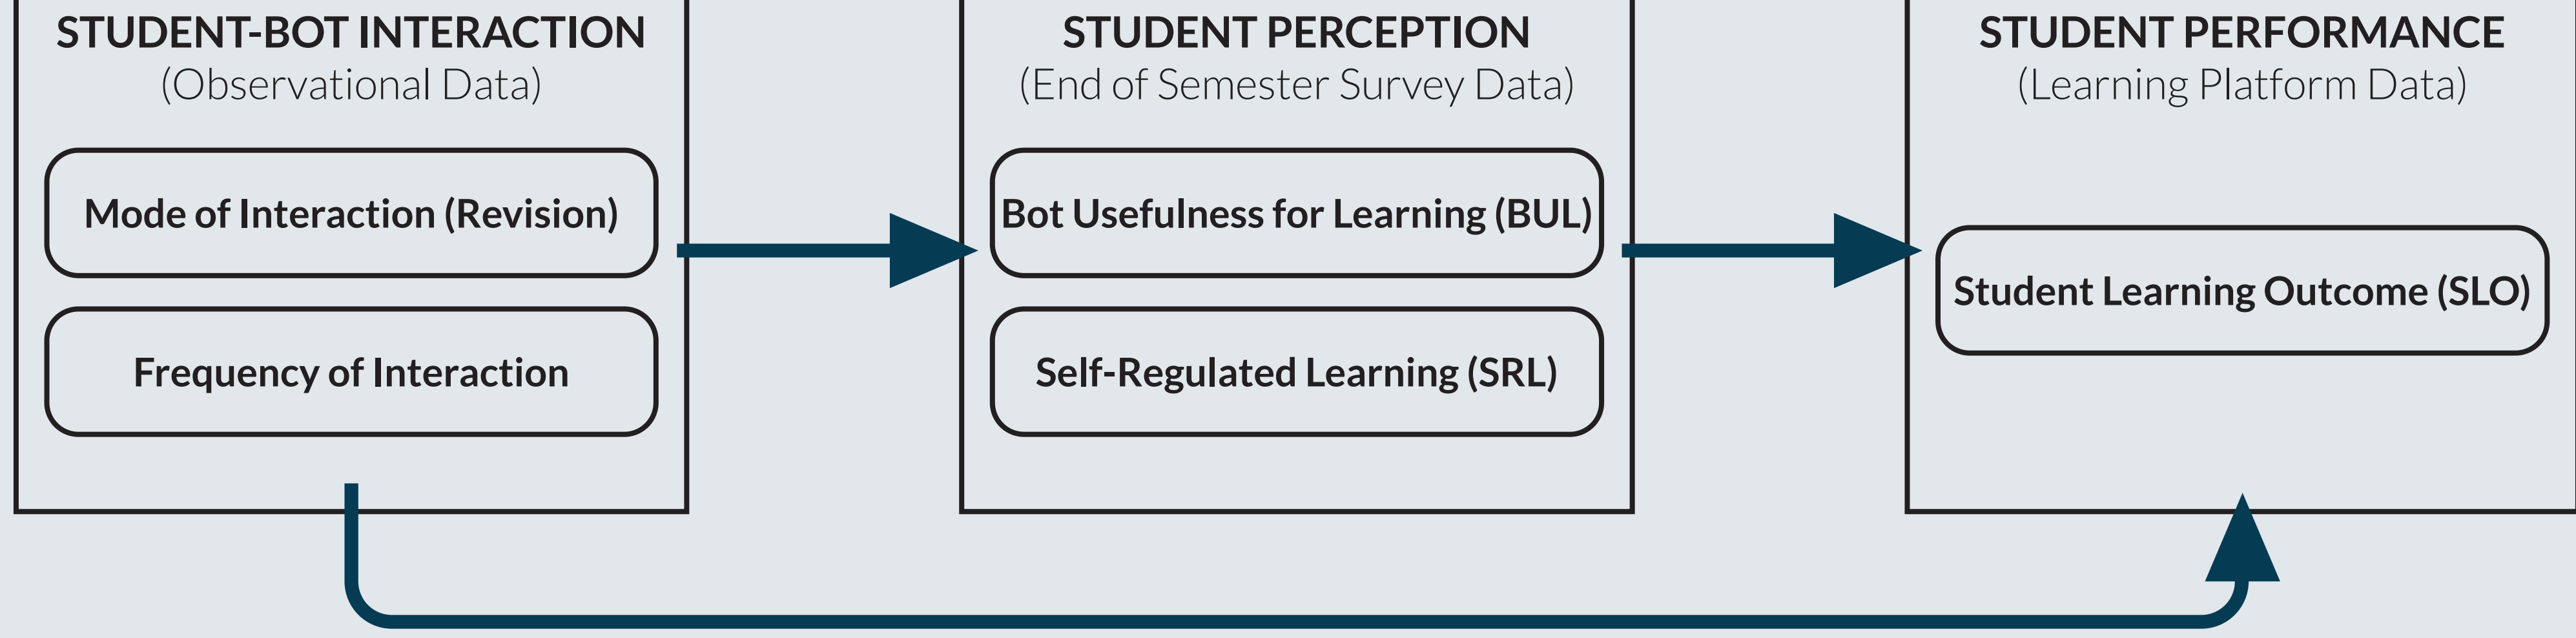 STUDENT-BOT INTERACTION
(Observational Data)
Mode of Interaction (Revision)
Frequency of Interaction
STUDENT PERCEPTION
(End of Semester Survey Data)
Bot Usefulness for Learning (BUL)
Self-Regulated Learning (SRL)
STUDENT PERFORMANCE
(Learning Platform Data)
Student Learning Outcome (SLO)